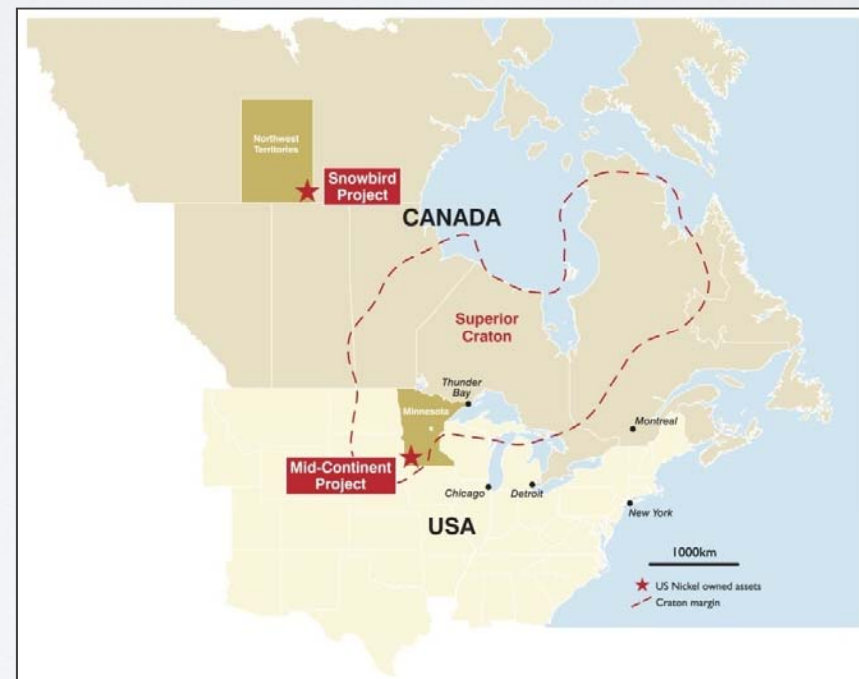 Northwest
Territories
Snowbird
Project
CANADA
Superior
Craton
Thunder
Bay
Minnesota
Montreal
Mid-Continent
Project
Chicago
Detroit
New York
USA
1000km
US Nickel owned assets
Craton margin